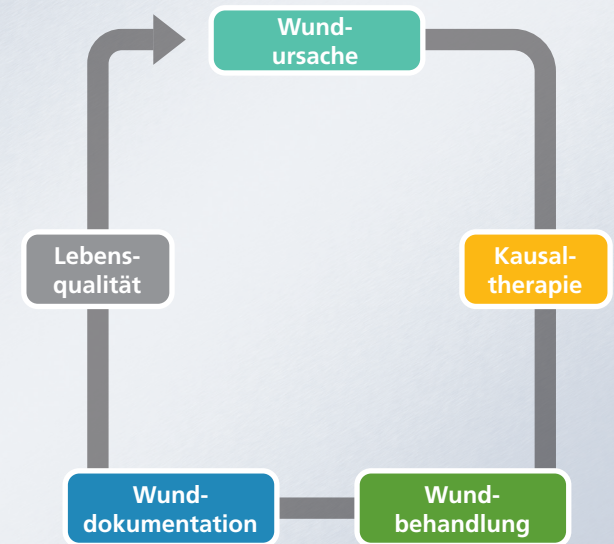 Wund-
ursache
Kausal-
therapie
Wund-
behandlung
Wund-
dokumentation
Lebens-
qualität